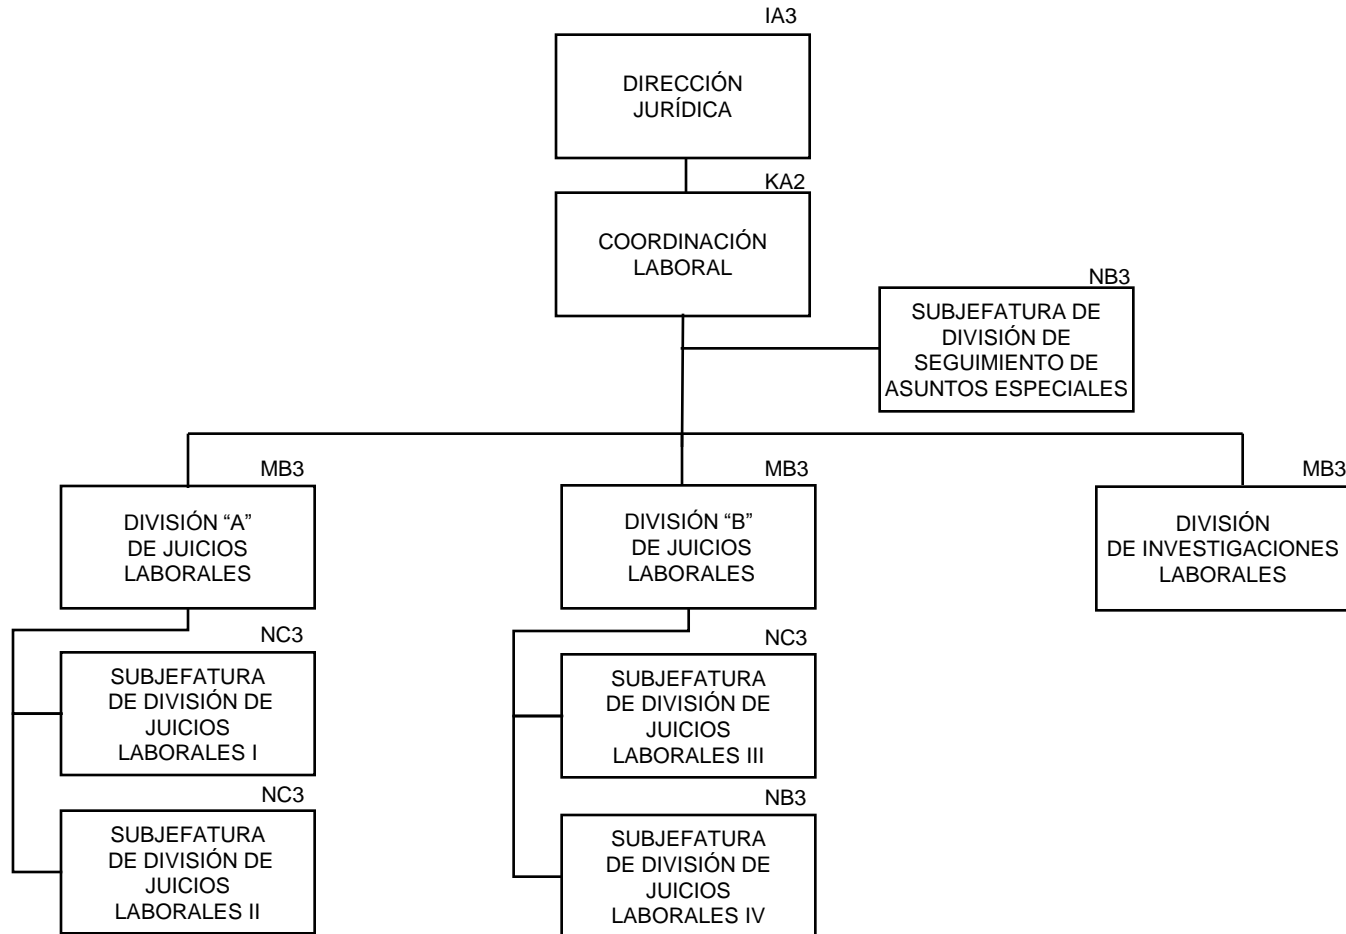 IA3
DIRECCIÓN
JURÍDICA
KA2
COORDINACIÓN
LABORAL
NB3
SUBJEFATURA DE
DIVISIÓN DE
SEGUIMIENTO DE
ASUNTOS ESPECIALES
MB3
DIVISIÓN “A”
DE JUICIOS
LABORALES
MB3
DIVISIÓN “B”
DE JUICIOS
LABORALES
MB3
DIVISIÓN
DE INVESTIGACIONES
LABORALES
NC3
SUBJEFATURA
DE DIVISIÓN DE
JUICIOS
LABORALES I
NC3
SUBJEFATURA
DE DIVISIÓN DE
JUICIOS
LABORALES II
NC3
SUBJEFATURA
DE DIVISIÓN DE
JUICIOS
LABORALES III
NB3
SUBJEFATURA
DE DIVISIÓN DE
JUICIOS
LABORALES IV